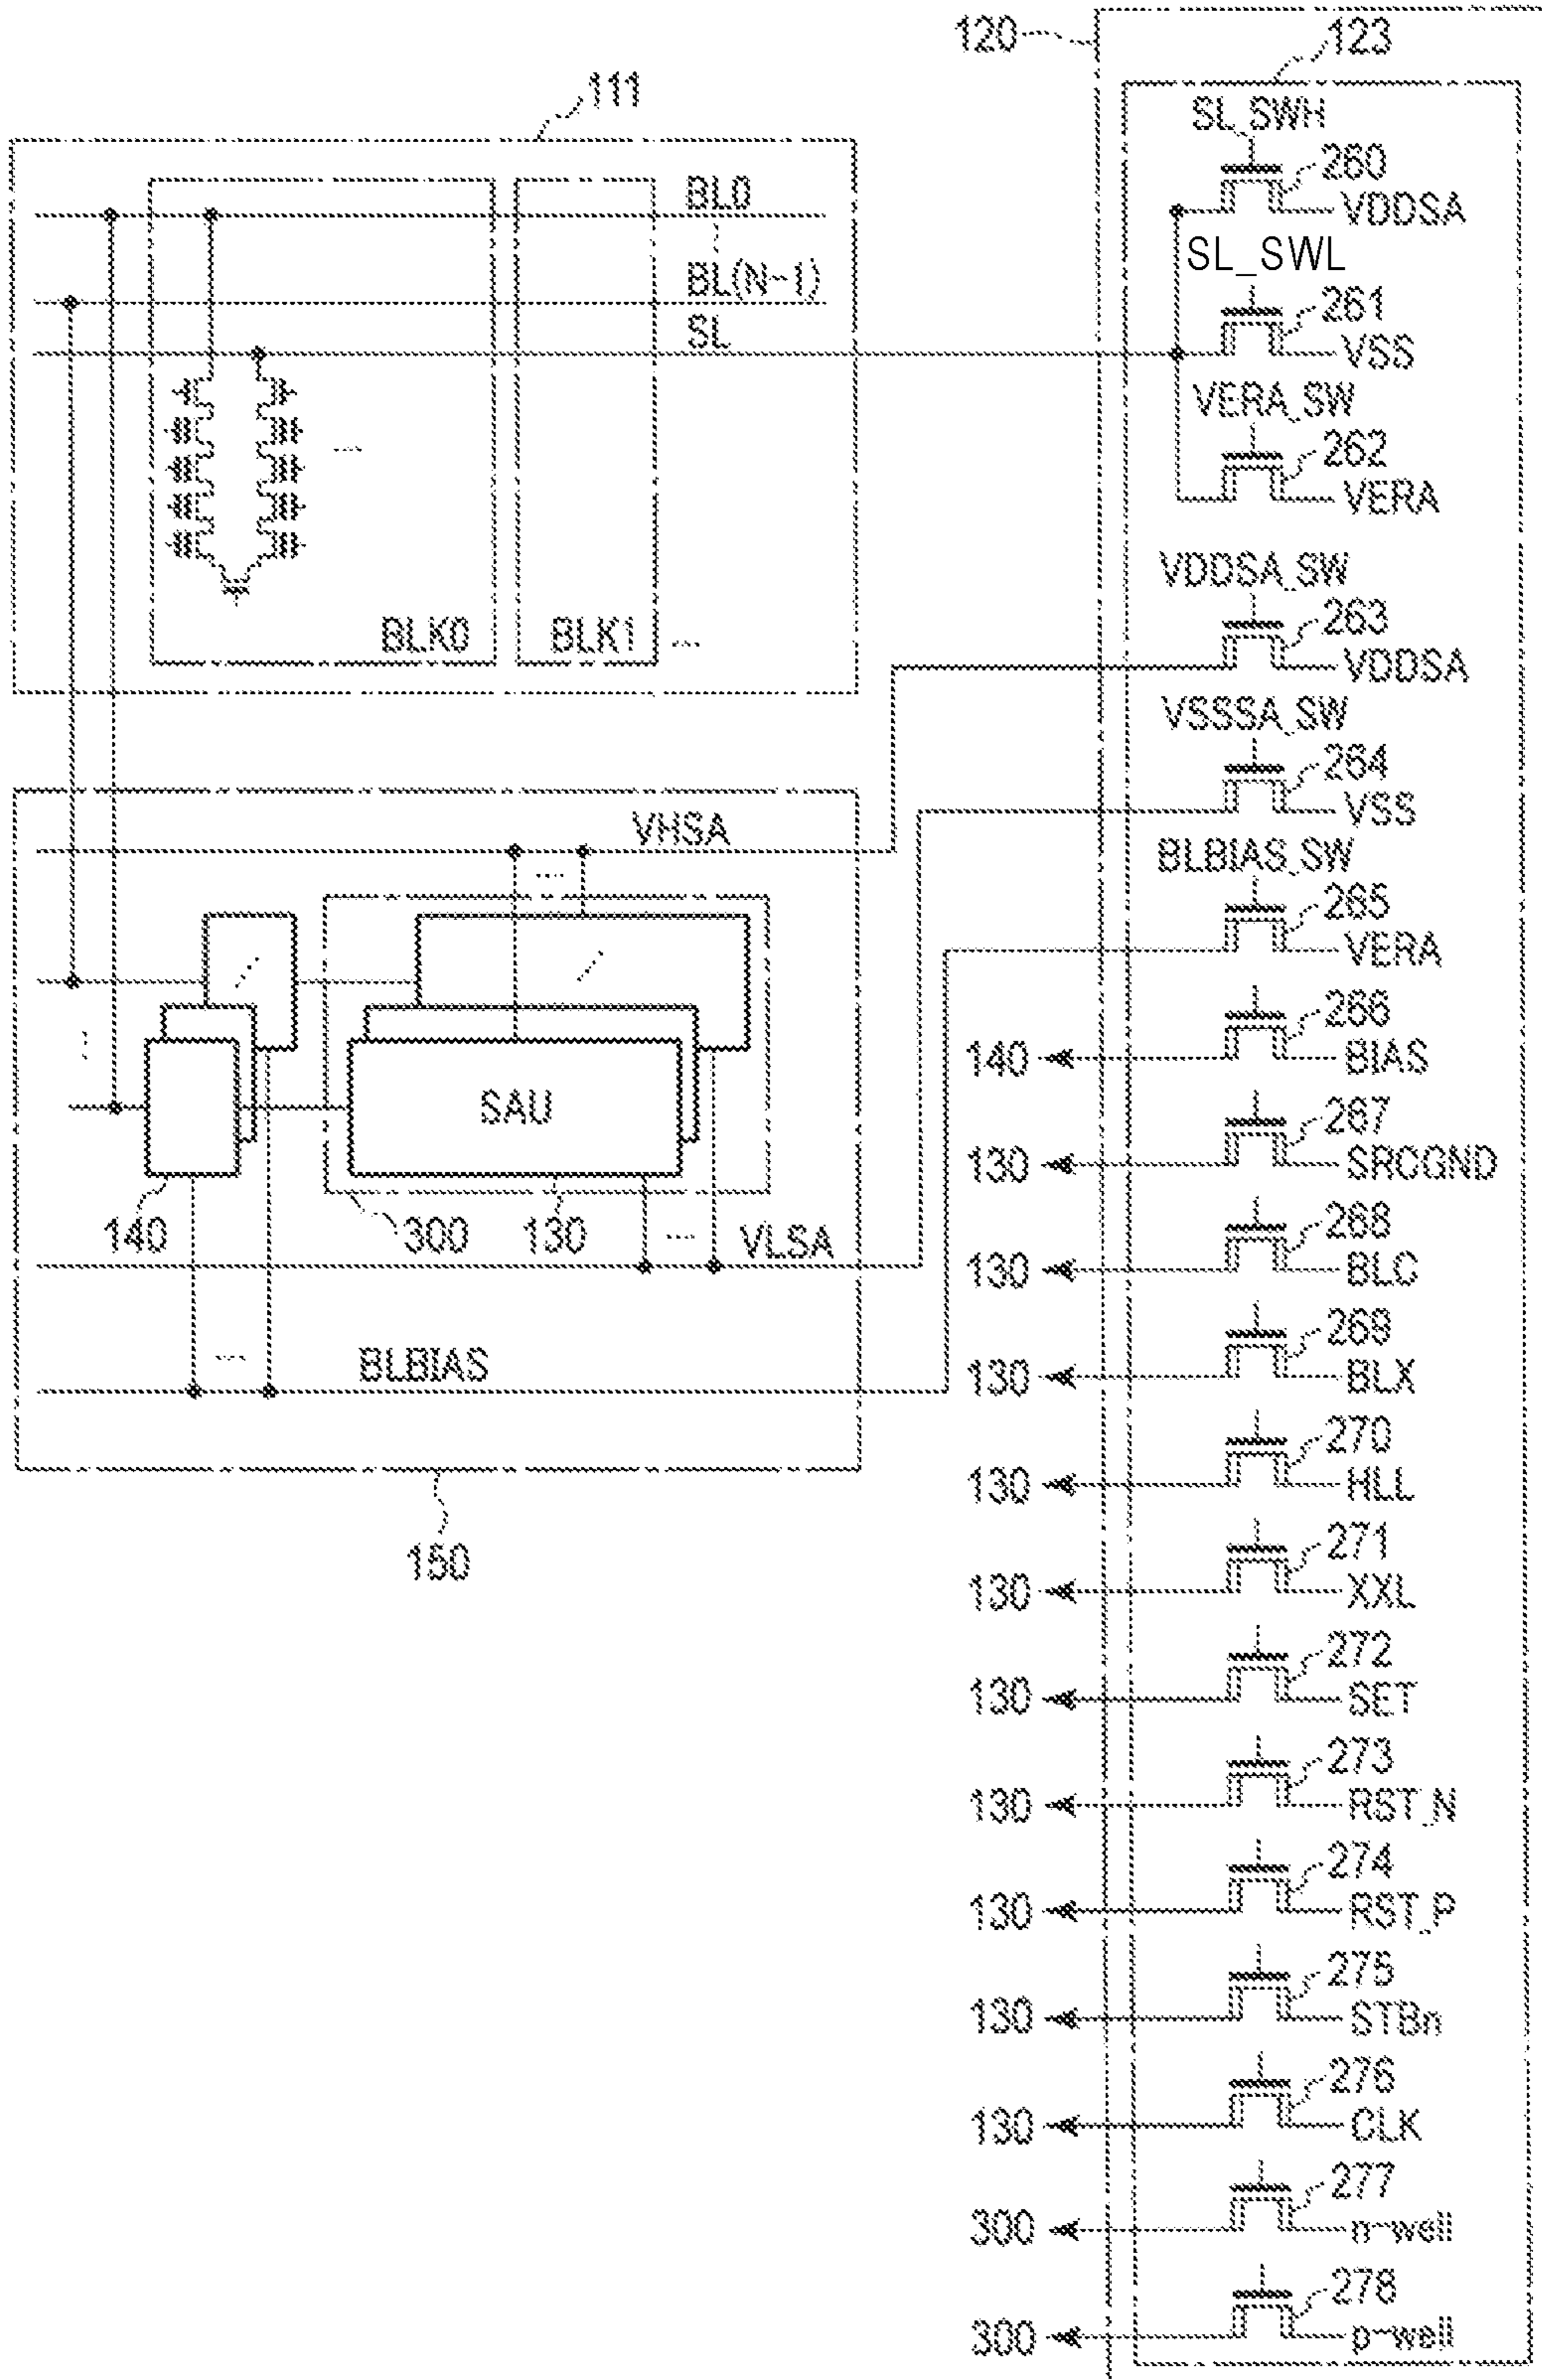 120
123
111
SL_SWH
260
VDDSA
BL0
BL(N-1)
SL
SL_SWL
261
VSS
VERA_SW
262
VERA
BLK0
BLK1
VDDSA_SW
263
VDDSA
VSSSA_SW
264
VSS
VHSA
BLBIAS_SW
265
VERA
SAU
140
300
130
VLSA
BLBIAS
150
266
140
BIAS
267
130
SRCGND
268
130
BLC
269
130
BLX
270
130
HLL
271
130
XXL
272
130
SET
273
130
RST_N
274
130
RST_P
275
130
STBn
276
130
CLK
277
300
n-well
278
300
p-well